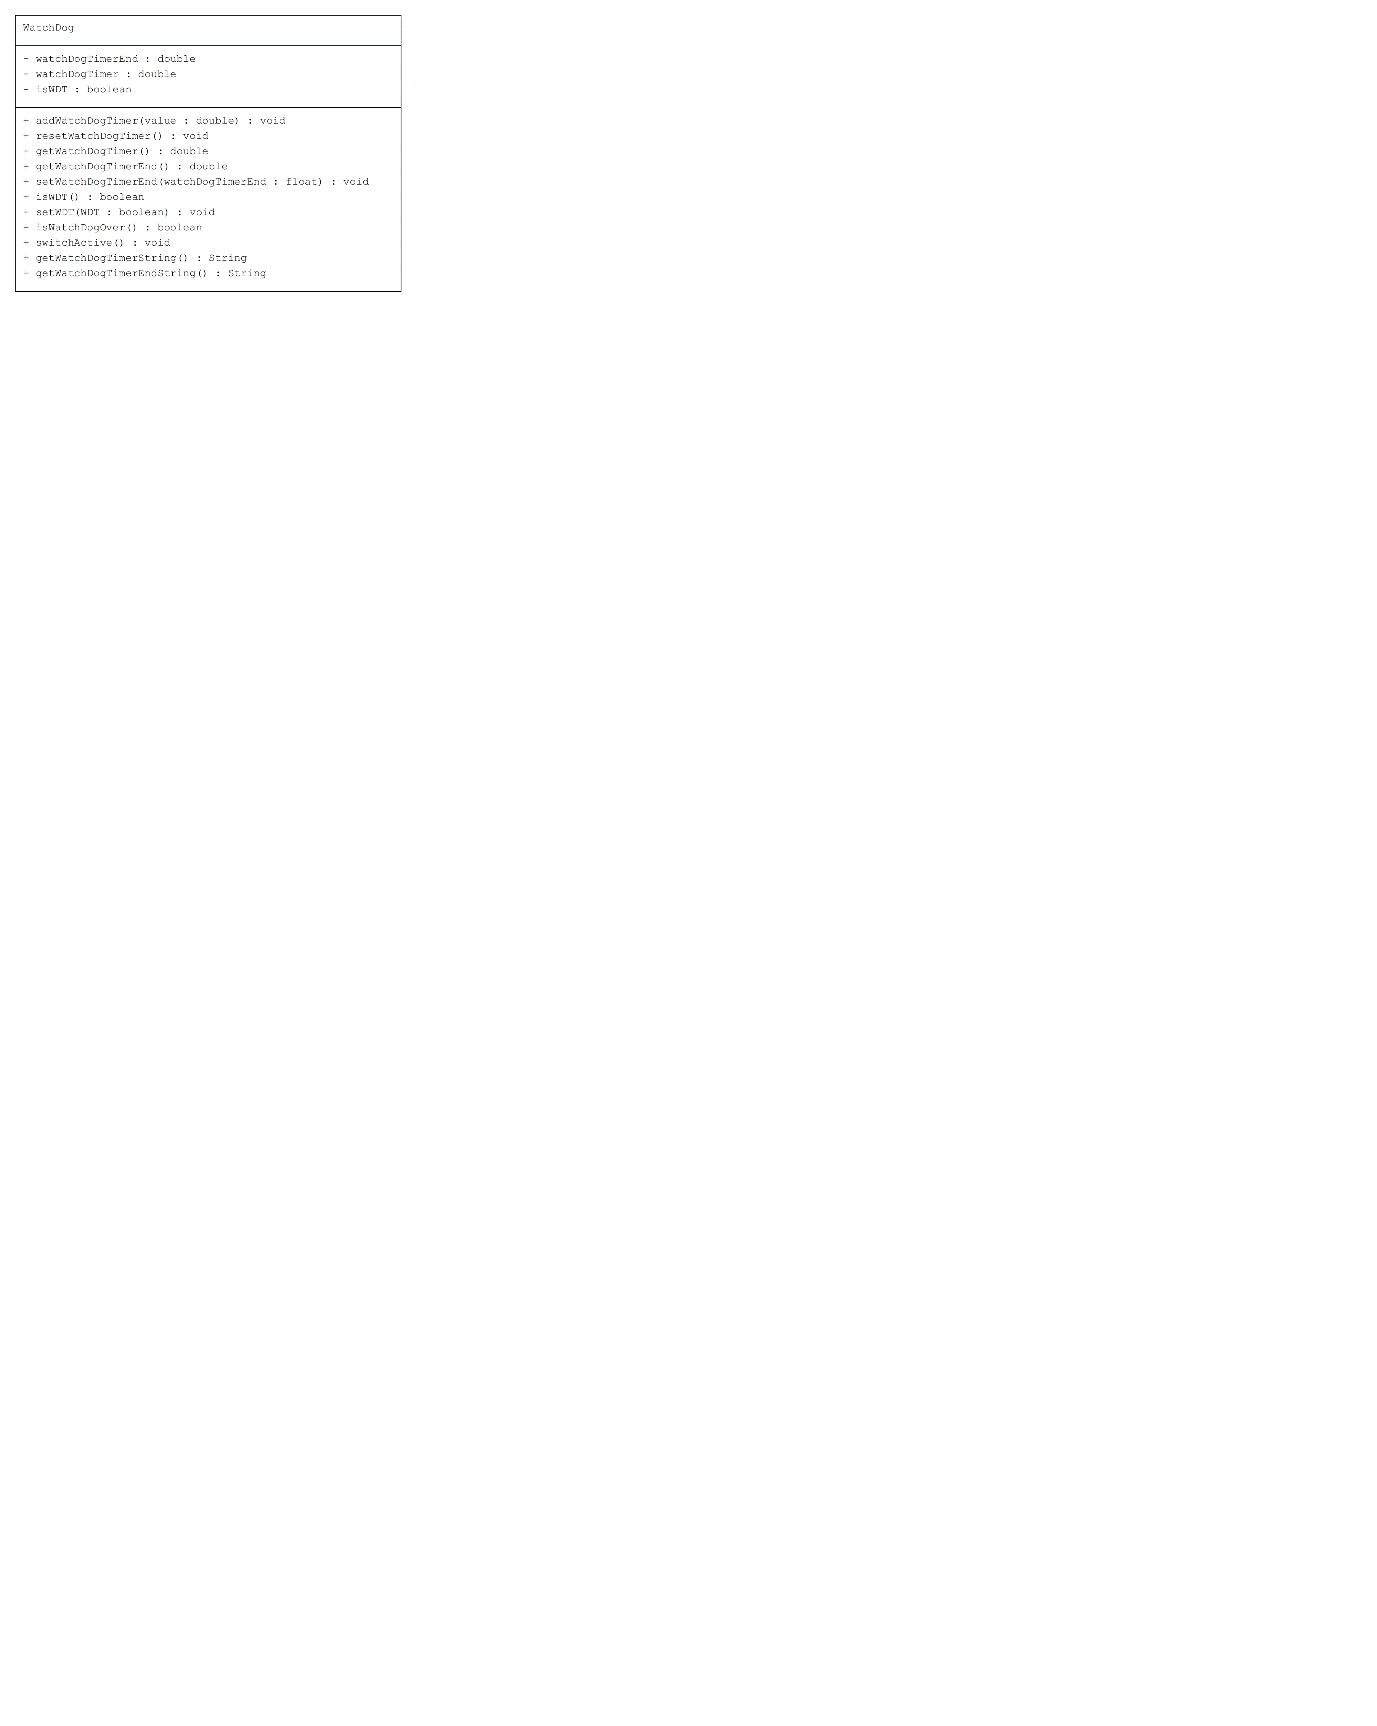 WatchDog
- watchDogTimerEnd : double
- watchDogTimer : double
- isWDT : boolean
+ addWatchDogTimer(value : double) : void
+ resetWatchDogTimer() : void
+ getWatchDogTimer() : double
+ getWatchDogTimerEnd() : double
+ setWatchDogTimerEnd(watchDogTimerEnd : float) : void
+ isWDT() : boolean
+ setWDT(WDT : boolean) : void
+ isWatchDogOver() : boolean
+ switchActive() : void
+ getWatchDogTimerString() : String
+ getWatchDogTimerEndString() : String